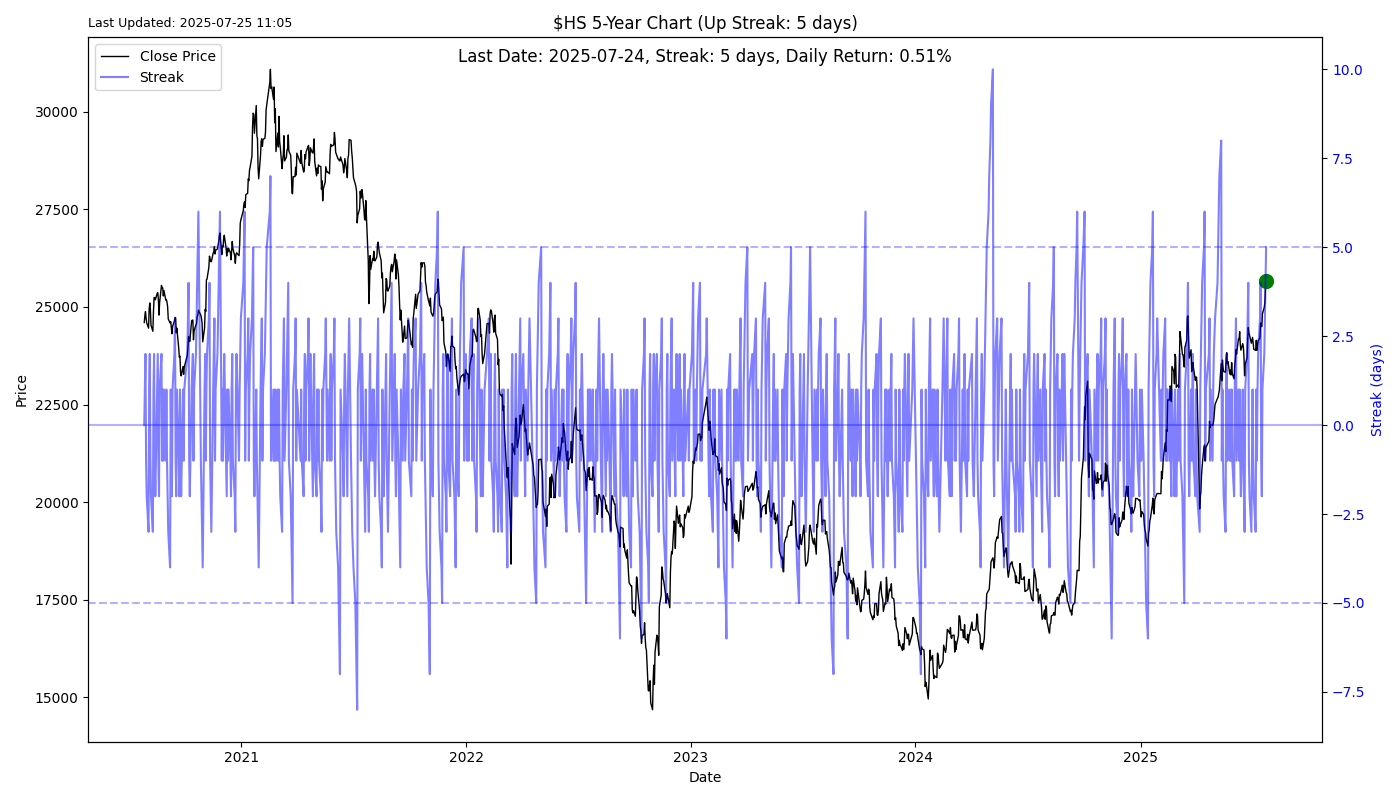 Last Updated: 2025-07-25 11:05
$HS 5-Year Chart (Up Streak: 5 days)
Last Date: 2025-07-24, Streak: 5 days, Daily Return: 0.51%
Close Price
Streak
30000
27500
25000
22500
20000
17500
15000
Price
10.0
7.5
5.0
2.5
0.0
−2.5
−5.0
−7.5
Streak (days)
2021
2022
2023
2024
2025
Date